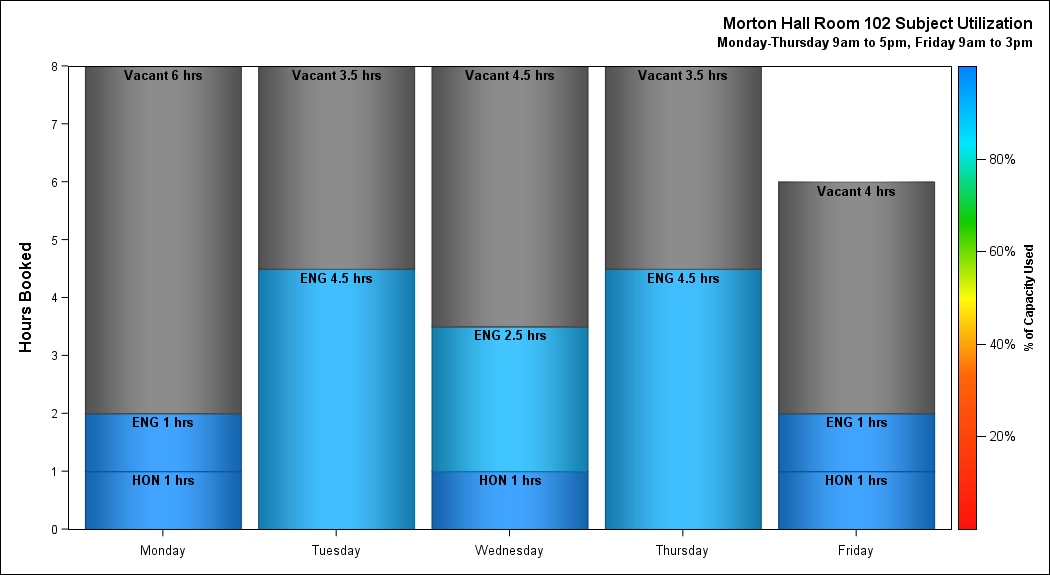 Morton Hall Room 102 Subject Utilization
Monday-Thursday 9am to 5pm, Friday 9am to 3pm
Hours Booked
8
7
6
5
4
3
2
1
0
Vacant 6 hrs
ENG 1 hrs
HON 1 hrs
Vacant 3.5 hrs
ENG 4.5 hrs
Vacant 4.5 hrs
ENG 2.5 hrs
HON 1 hrs
Vacant 3.5 hrs
ENG 4.5 hrs
Vacant 4 hrs
ENG 1 hrs
HON 1 hrs
Monday Tuesday Wednesday Thursday Friday
80%
60%
40%
20%
% of Capacity Used